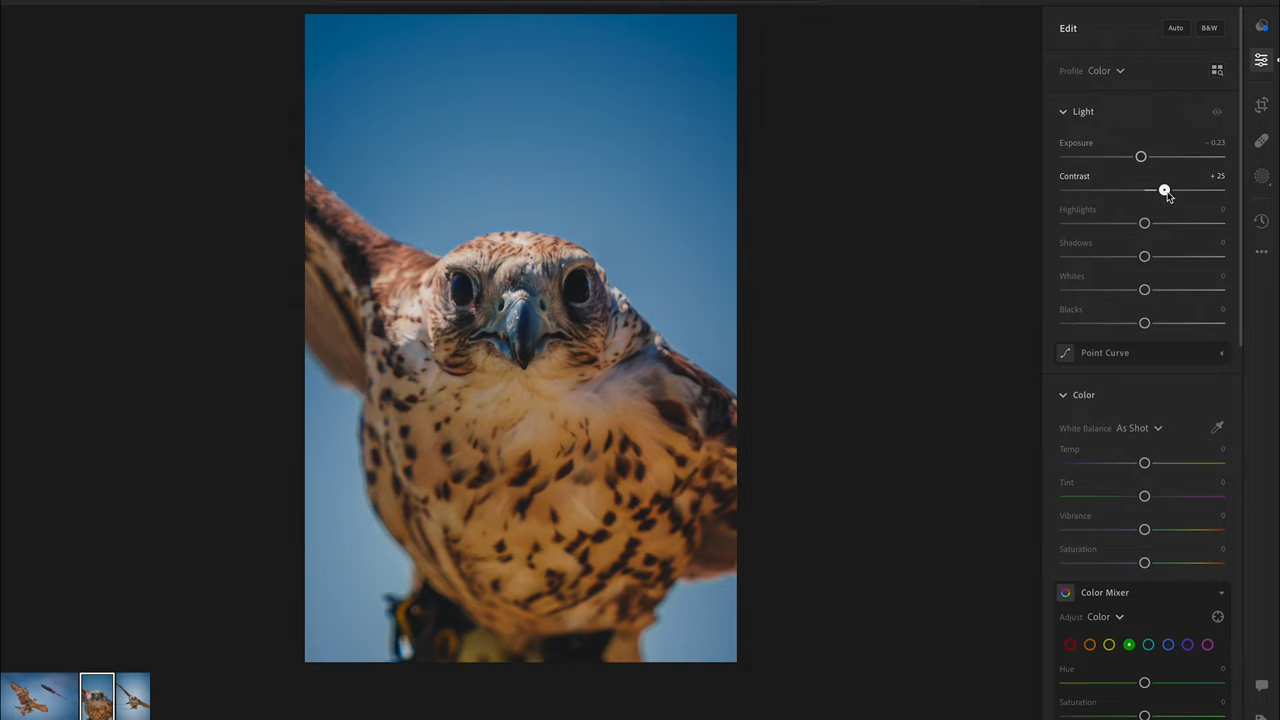 Edit Auto B&W
Profile Color
Light
Exposure − 0.23
Contrast + 25
Highlights 0
Shadows 0
Whites 0
Blacks 0
Point Curve
Color
White Balance As Shot
Temp 0
Tint 0
Vibrance 0
Saturation 0
Color Mixer
Adjust Color
Hue 0
Saturation 0